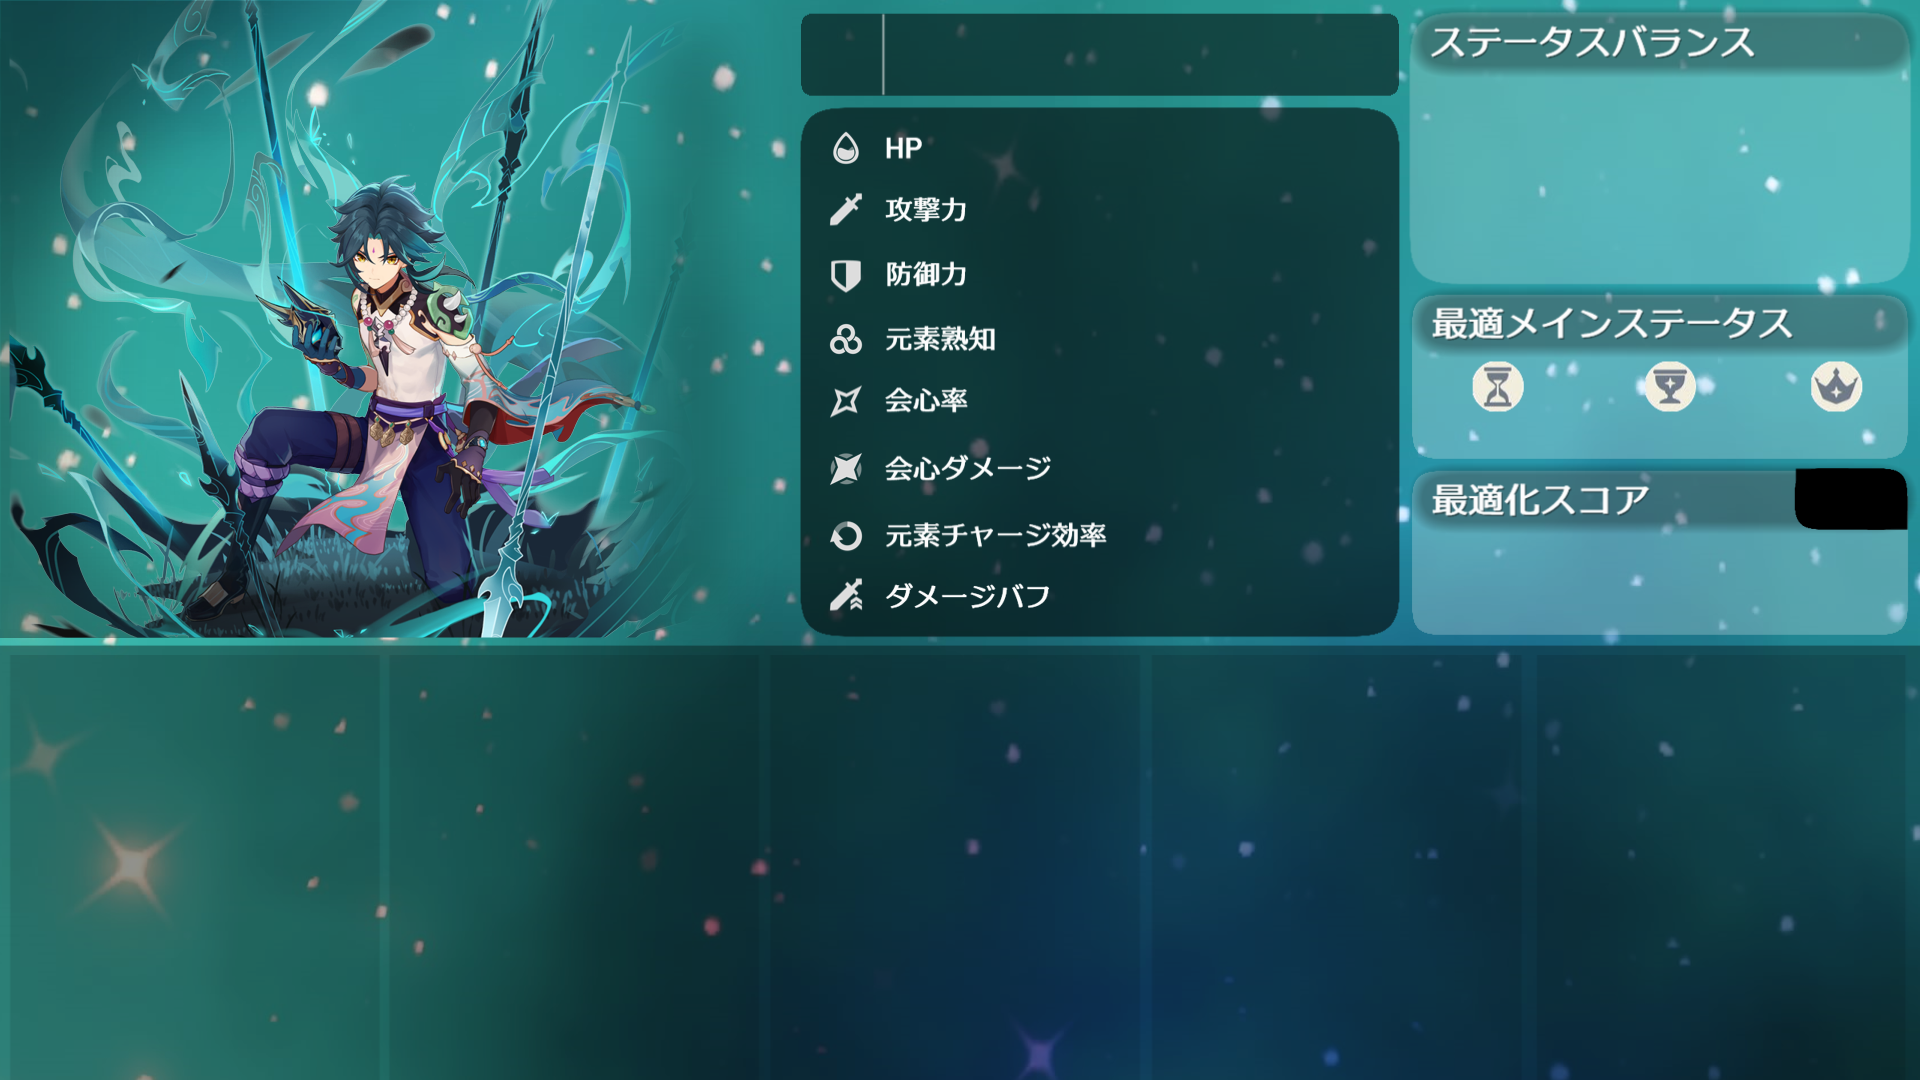 HP
攻撃力
防御力
元素熟知
会心率
会心ダメージ
元素チャージ効率
ダメージバフ
ステータスバランス
最適メインステータス
最適化スコア